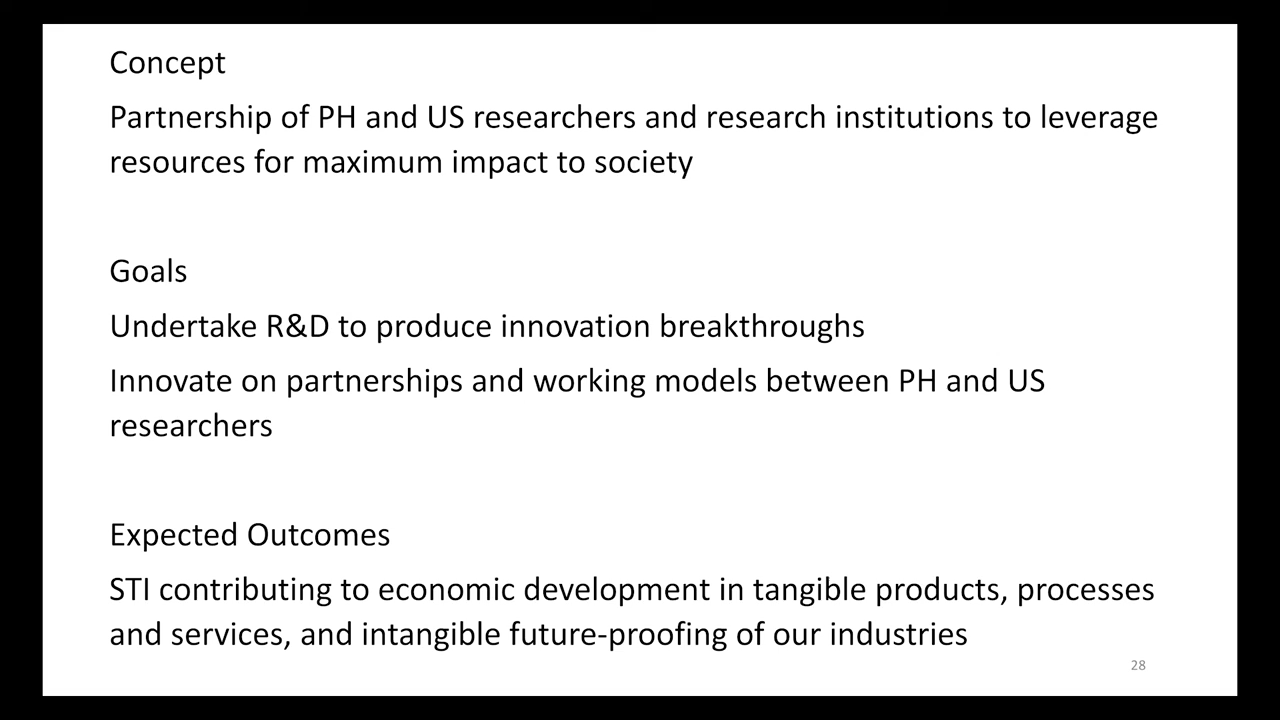 Concept
Partnership of PH and US researchers and research institutions to leverage
resources for maximum impact to society
Goals
Undertake R&D to produce innovation breakthroughs
Innovate on partnerships and working models between PH and US
researchers
Expected Outcomes
STI contributing to economic development in tangible products, processes
and services, and intangible future-proofing of our industries
28